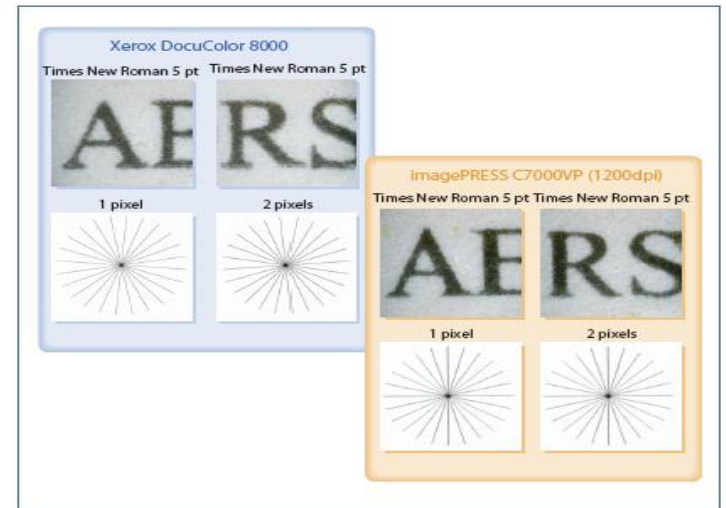 Xerox DocuColor 8000
Times New Roman 5 pt Times New Roman 5 pt
AE RS
1 pixel 2 pixels
imagePRESS C7000VP (1200dpi)
Times New Roman 5 pt Times New Roman 5 pt
AE RS
1 pixel 2 pixels